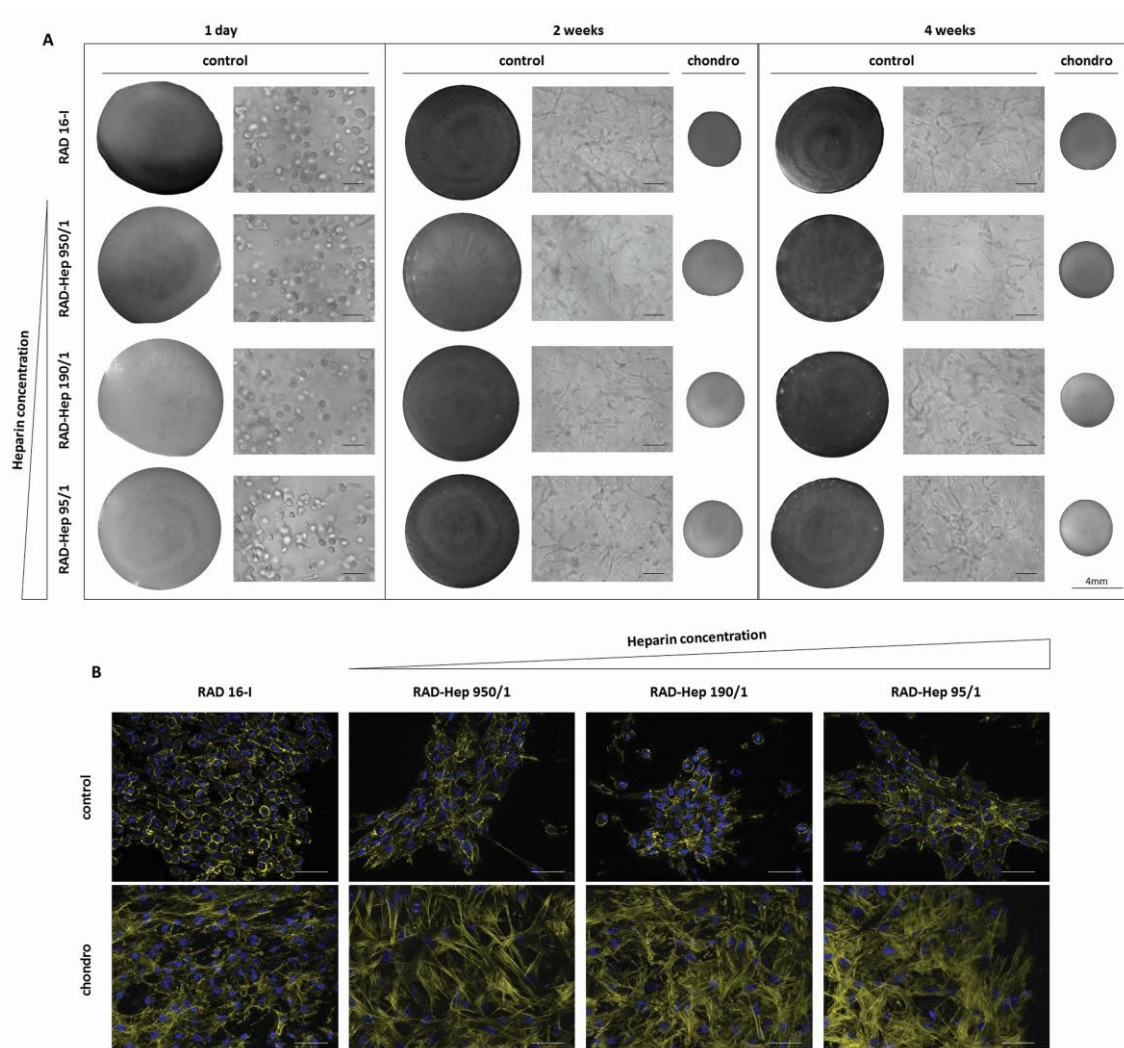 A
1 day
2 weeks
4 weeks
control
control
chondro
control
chondro
Heparin concentration
RAD 16-I
RAD-Hep 950/1
RAD-Hep 190/1
RAD-Hep 95/1
4mm
Heparin concentration
B
RAD 16-I
RAD-Hep 950/1
RAD-Hep 190/1
RAD-Hep 95/1
control
chondro